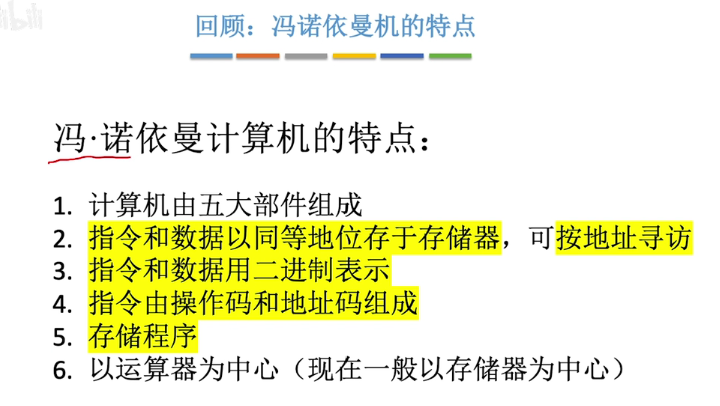 bilibili
回顾：冯诺依曼机的特点
冯·诺依曼计算机的特点：
1. 计算机由五大部件组成
2. 指令和数据以同等地位存于存储器，可按地址寻访
3. 指令和数据用二进制表示
4. 指令由操作码和地址码组成
5. 存储程序
6. 以运算器为中心（现在一般以存储器为中心）